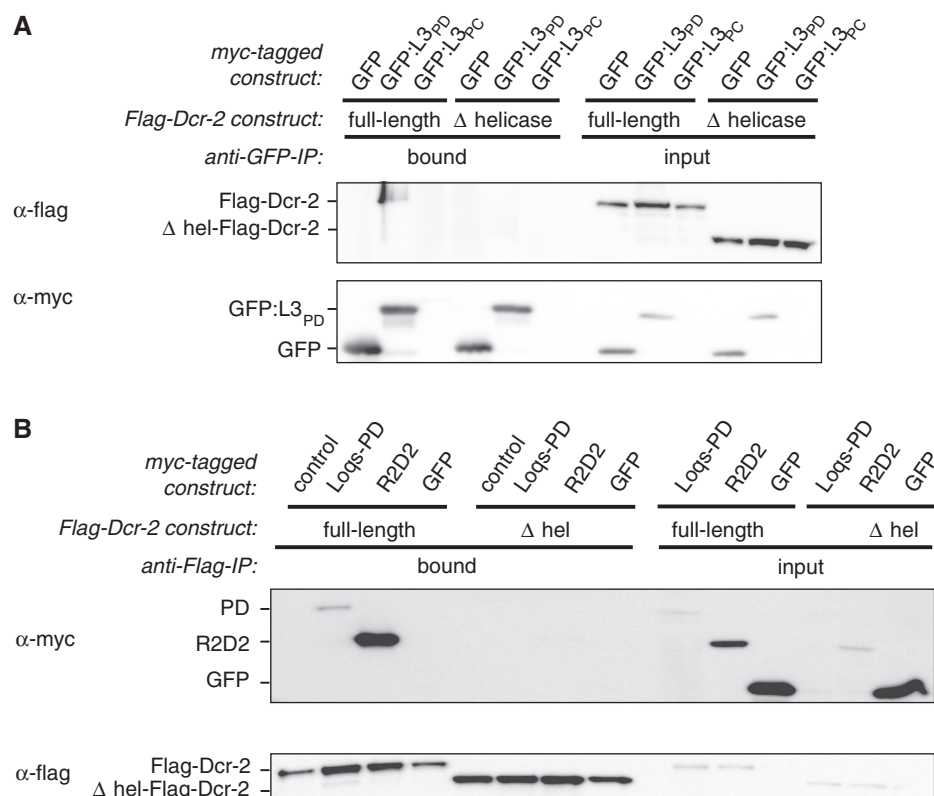 A
myc-tagged construct:
GFP GFP:L3PD GFP:L3PC GFP GFP:L3PD GFP:L3PC GFP GFP:L3PD GFP:L3PC GFP GFP:L3PD GFP:L3PC
Flag-Dcr-2 construct: full-length Δ helicase full-length Δ helicase
anti-GFP-IP: bound input
α-flag
Flag-Dcr-2
Δ hel-Flag-Dcr-2
α-myc
GFP:L3PD
GFP
B
myc-tagged construct:
control Loqs-PD R2D2 GFP control Loqs-PD R2D2 GFP Loqs-PD R2D2 GFP Loqs-PD R2D2 GFP
Flag-Dcr-2 construct: full-length Δ hel full-length Δ hel
anti-Flag-IP: bound input
α-myc
PD
R2D2
GFP
α-flag
Flag-Dcr-2
Δ hel-Flag-Dcr-2